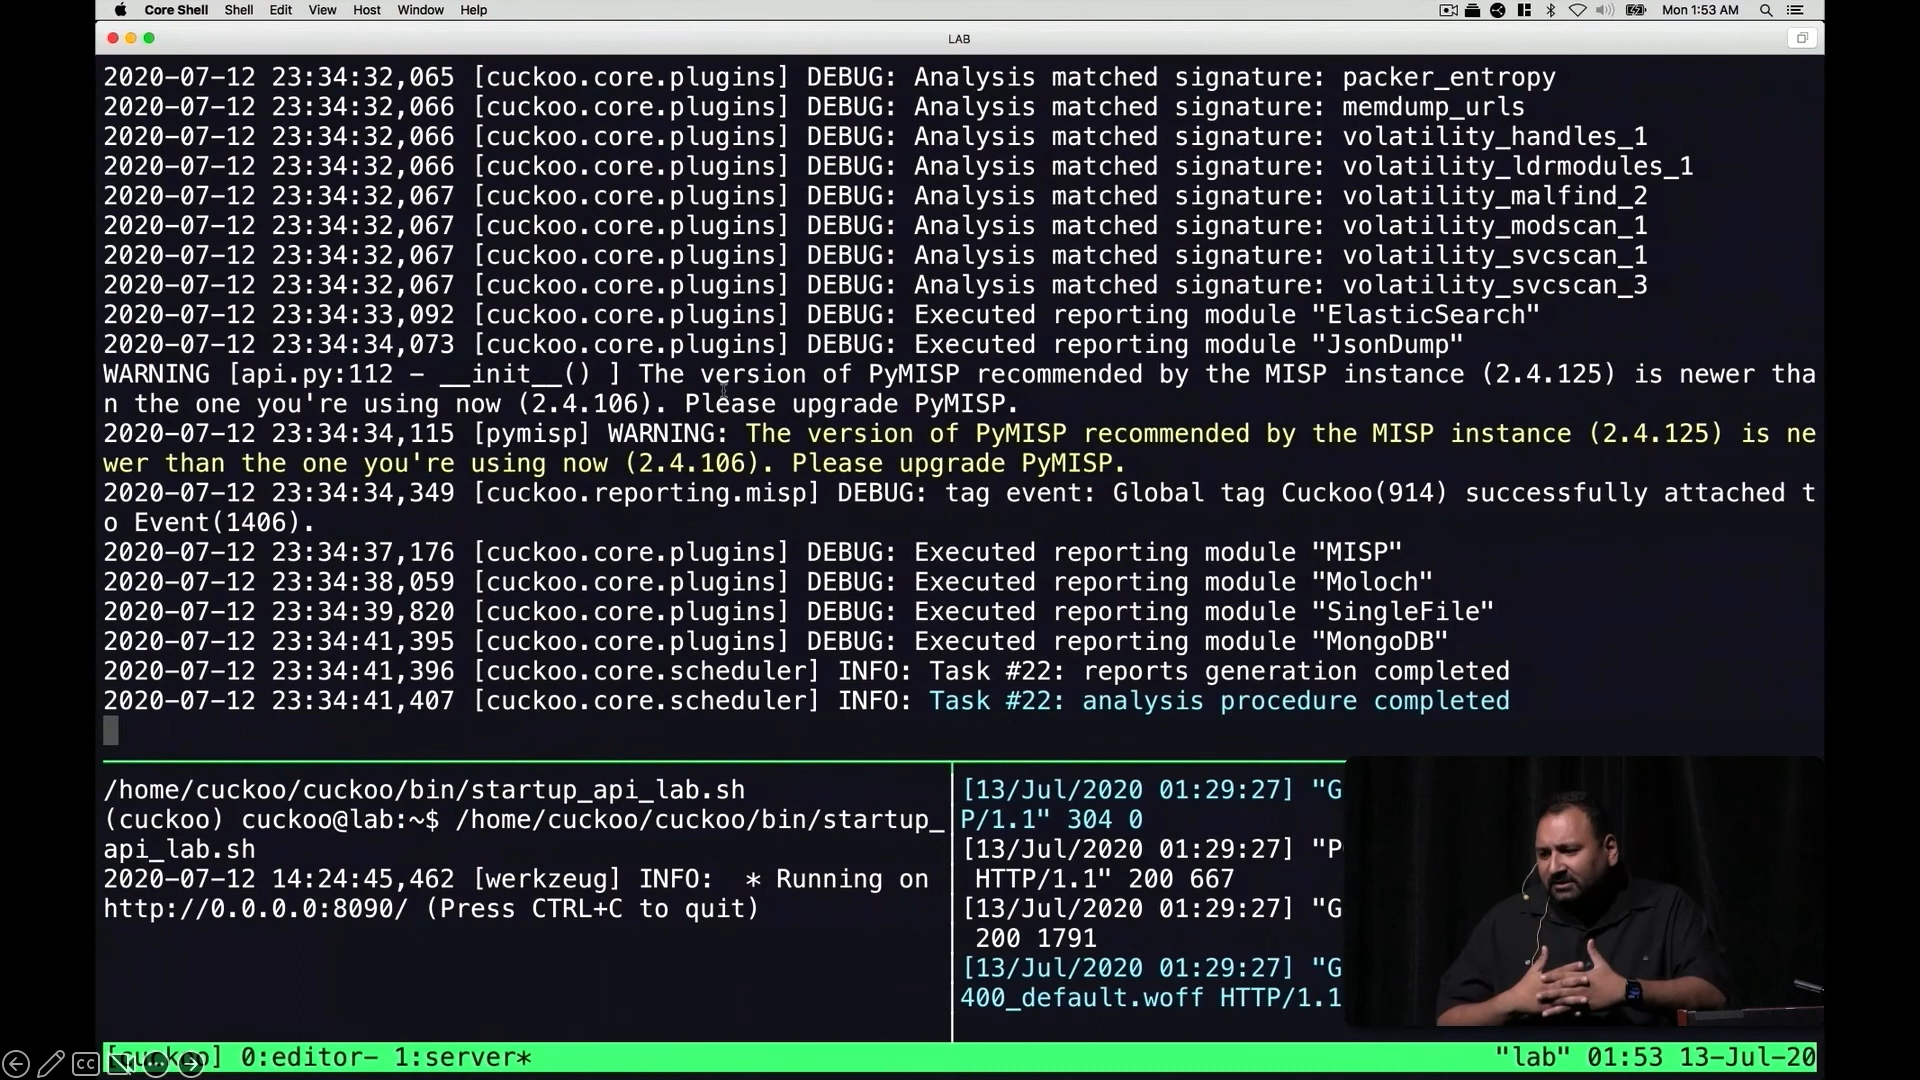 Core Shell Shell Edit View Host Window Help Mon 1:53 AM
LAB
2020-07-12 23:34:32,065 [cuckoo.core.plugins] DEBUG: Analysis matched signature: packer_entropy
2020-07-12 23:34:32,066 [cuckoo.core.plugins] DEBUG: Analysis matched signature: memdump_urls
2020-07-12 23:34:32,066 [cuckoo.core.plugins] DEBUG: Analysis matched signature: volatility_handles_1
2020-07-12 23:34:32,066 [cuckoo.core.plugins] DEBUG: Analysis matched signature: volatility_ldrmodules_1
2020-07-12 23:34:32,067 [cuckoo.core.plugins] DEBUG: Analysis matched signature: volatility_malfind_2
2020-07-12 23:34:32,067 [cuckoo.core.plugins] DEBUG: Analysis matched signature: volatility_modscan_1
2020-07-12 23:34:32,067 [cuckoo.core.plugins] DEBUG: Analysis matched signature: volatility_svcscan_1
2020-07-12 23:34:32,067 [cuckoo.core.plugins] DEBUG: Analysis matched signature: volatility_svcscan_3
2020-07-12 23:34:33,092 [cuckoo.core.plugins] DEBUG: Executed reporting module "ElasticSearch"
2020-07-12 23:34:34,073 [cuckoo.core.plugins] DEBUG: Executed reporting module "JsonDump"
WARNING [api.py:112 - __init__() ] The version of PyMISP recommended by the MISP instance (2.4.125) is newer tha
n the one you're using now (2.4.106). Please upgrade PyMISP.
2020-07-12 23:34:34,115 [pymisp] WARNING: The version of PyMISP recommended by the MISP instance (2.4.125) is ne
wer than the one you're using now (2.4.106). Please upgrade PyMISP.
2020-07-12 23:34:34,349 [cuckoo.reporting.misp] DEBUG: tag event: Global tag Cuckoo(914) successfully attached t
o Event(1406).
2020-07-12 23:34:37,176 [cuckoo.core.plugins] DEBUG: Executed reporting module "MISP"
2020-07-12 23:34:38,059 [cuckoo.core.plugins] DEBUG: Executed reporting module "Moloch"
2020-07-12 23:34:39,820 [cuckoo.core.plugins] DEBUG: Executed reporting module "SingleFile"
2020-07-12 23:34:41,395 [cuckoo.core.plugins] DEBUG: Executed reporting module "MongoDB"
2020-07-12 23:34:41,396 [cuckoo.core.scheduler] INFO: Task #22: reports generation completed
2020-07-12 23:34:41,407 [cuckoo.core.scheduler] INFO: Task #22: analysis procedure completed
/home/cuckoo/cuckoo/bin/startup_api_lab.sh
(cuckoo) cuckoo@lab:~$ /home/cuckoo/cuckoo/bin/startup_
api_lab.sh
2020-07-12 14:24:45,462 [werkzeug] INFO:  * Running on
http://0.0.0.0:8090/ (Press CTRL+C to quit)
[13/Jul/2020 01:29:27] "G
P/1.1" 304 0
[13/Jul/2020 01:29:27] "P
HTTP/1.1" 200 667
[13/Jul/2020 01:29:27] "G
200 1791
[13/Jul/2020 01:29:27] "G
400_default.woff HTTP/1.1
CC
[cuckoo] 0:editor- 1:server* "lab" 01:53 13-Jul-20